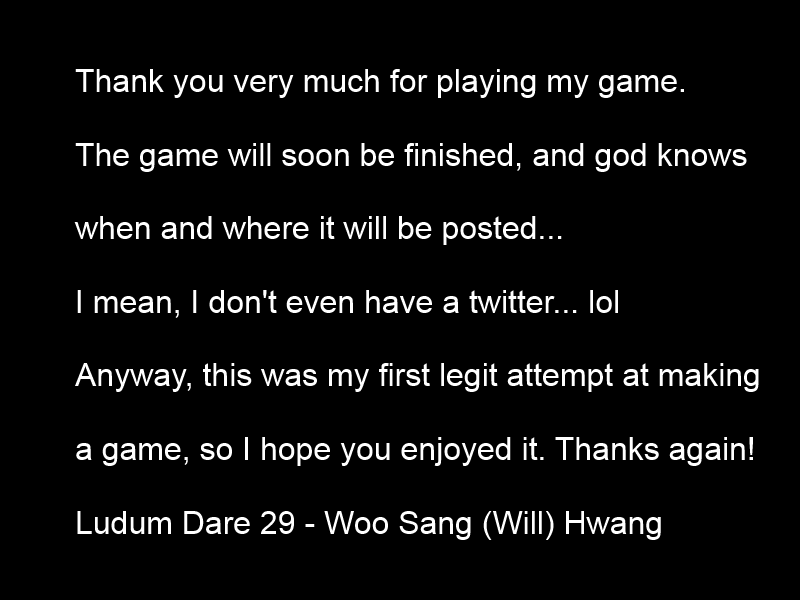 Thank you very much for playing my game.
The game will soon be finished, and god knows
when and where it will be posted...
I mean, I don't even have a twitter... lol
Anyway, this was my first legit attempt at making
a game, so I hope you enjoyed it. Thanks again!
Ludum Dare 29 - Woo Sang (Will) Hwang